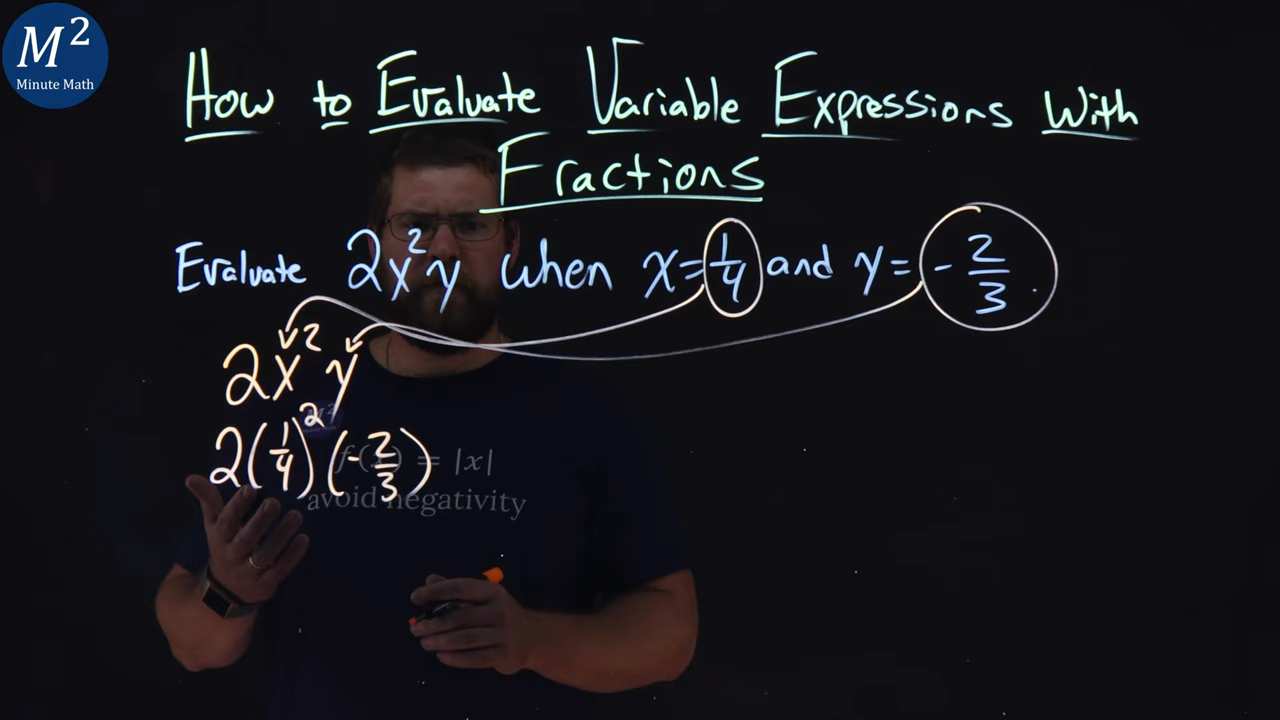 M²
Minute Math
How to Evaluate Variable Expressions With
Fractions
Evaluate 2x²y when x=1/4 and y=-2/3.
2x²y
2(1/4)²(-2/3)
f(x) = |x|
avoid negativity